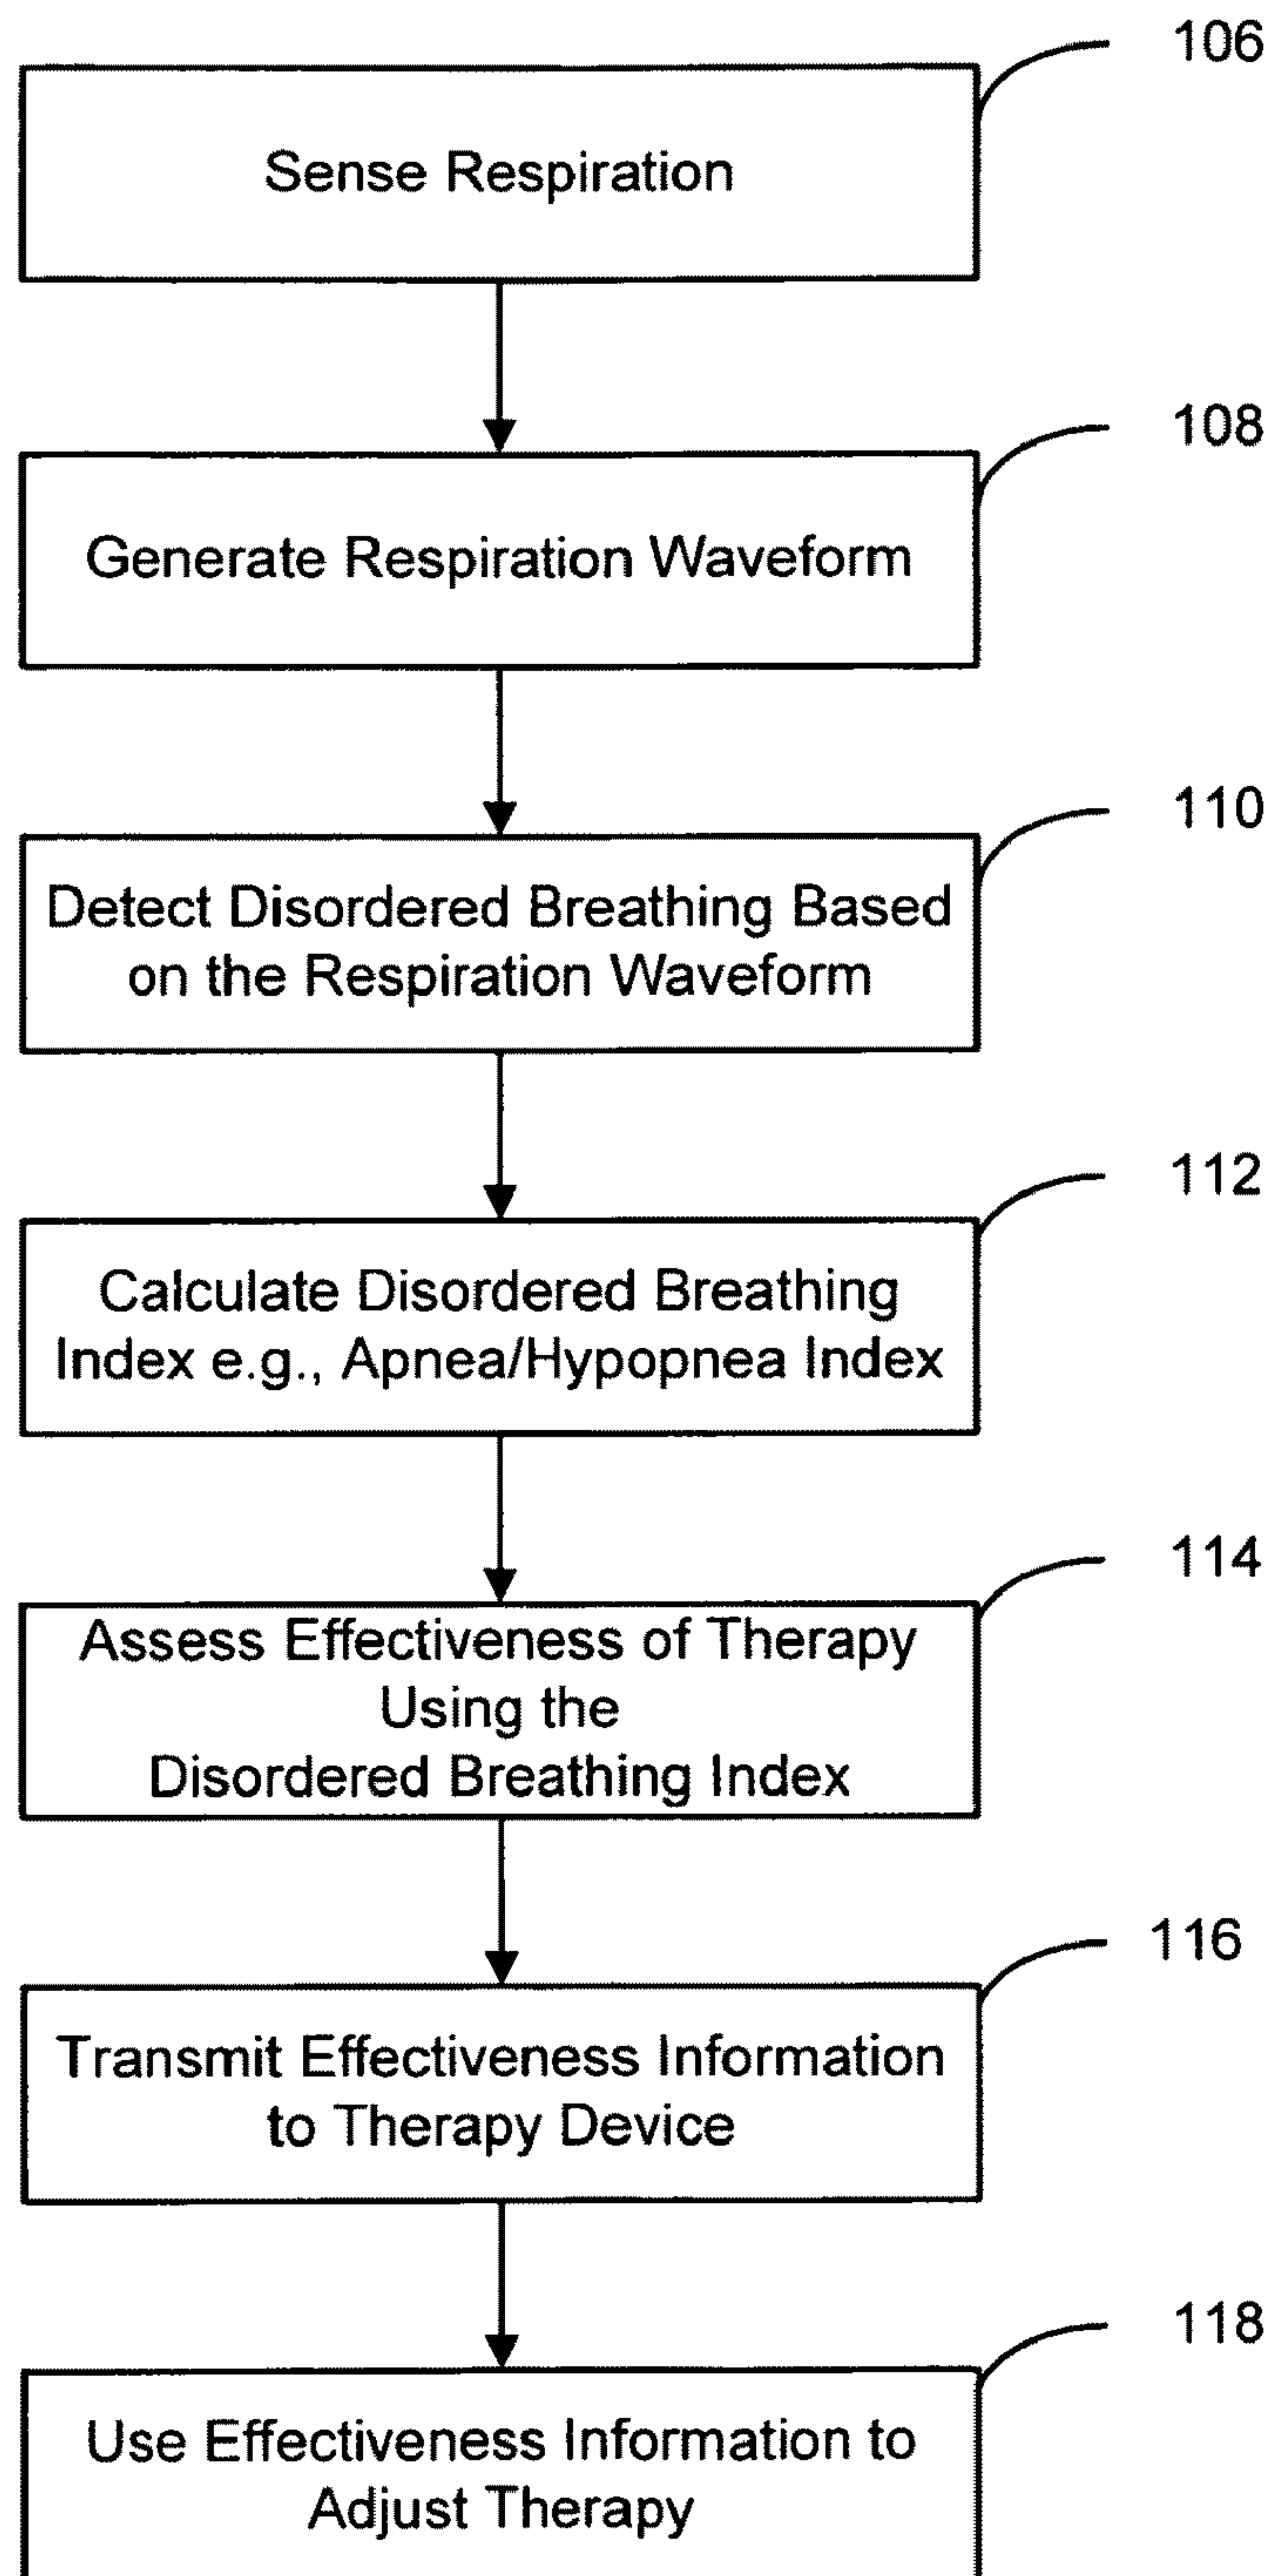 106
Sense Respiration
108
Generate Respiration Waveform
110
Detect Disordered Breathing Based
on the Respiration Waveform
112
Calculate Disordered Breathing
Index e.g., Apnea/Hypopnea Index
114
Assess Effectiveness of Therapy
Using the
Disordered Breathing Index
116
Transmit Effectiveness Information
to Therapy Device
118
Use Effectiveness Information to
Adjust Therapy